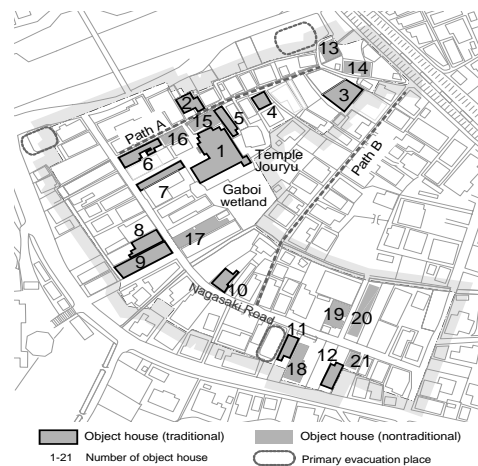 13
14
3
2
15
5
4
Path A
16
1
6
Temple
Jouryu
Path B
7
Gaboi
wetland
8
17
9
10
Nagasaki Road
19
20
11
12
21
18
Object house (traditional)
Object house (nontraditional)
1-21 Number of object house
Primary evacuation place